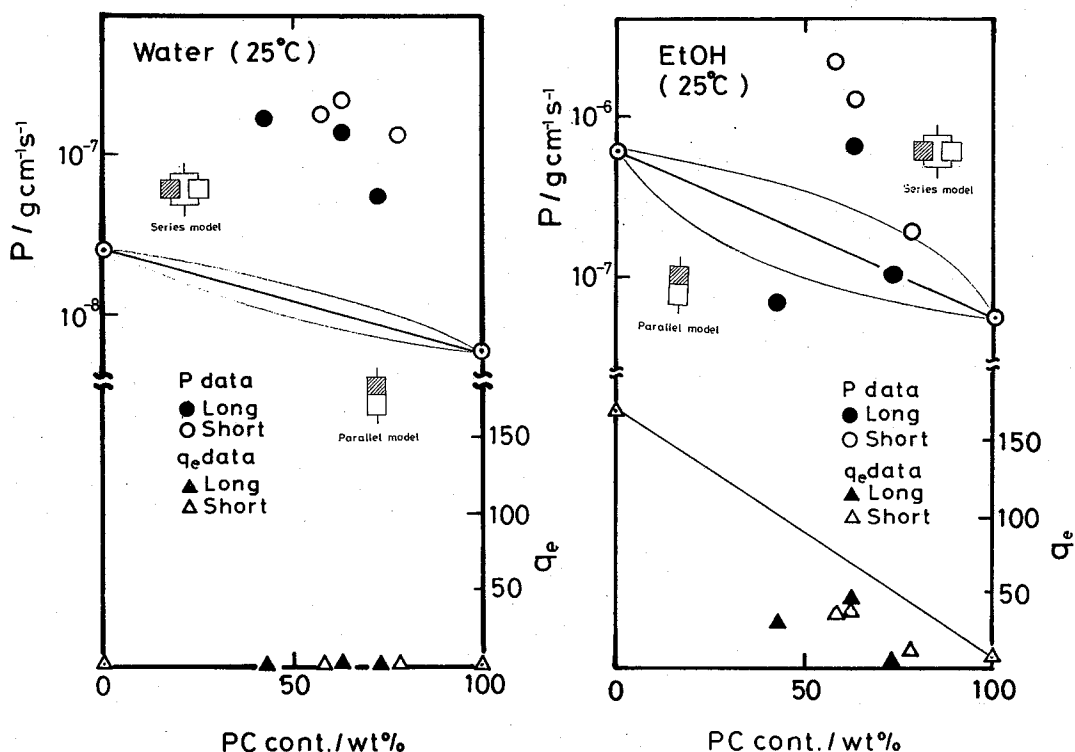 Water (25°C)
P/g cm⁻¹s⁻¹
10⁻⁷
10⁻⁸
Series model
Parallel model
P data
● Long
○ Short
qₑ data
▲ Long
△ Short
150
100
50
qₑ
0
50
100
PC cont./wt%
EtOH
(25°C)
P/g cm⁻¹s⁻¹
10⁻⁶
10⁻⁷
Series model
Parallel model
P data
● Long
○ Short
qₑ data
▲ Long
△ Short
150
100
50
qₑ
0
50
100
PC cont./wt%